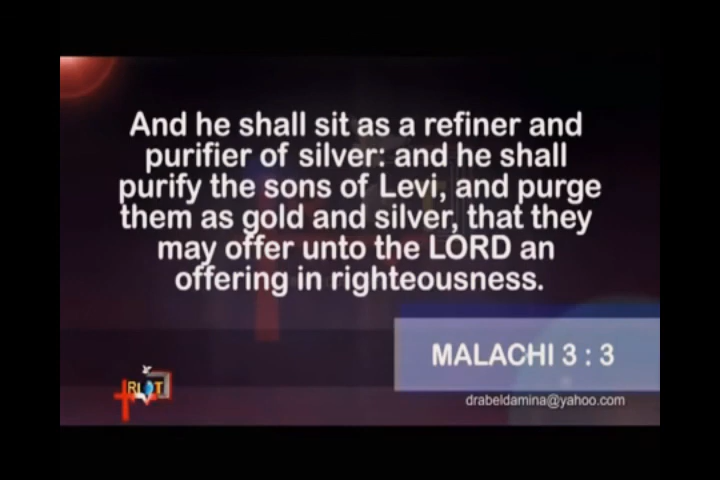 And he shall sit as a refiner and
purifier of silver: and he shall
purify the sons of Levi, and purge
them as gold and silver, that they
may offer unto the LORD an
offering in righteousness.
MALACHI 3 : 3
RLOT
drabeldamina@yahoo.com